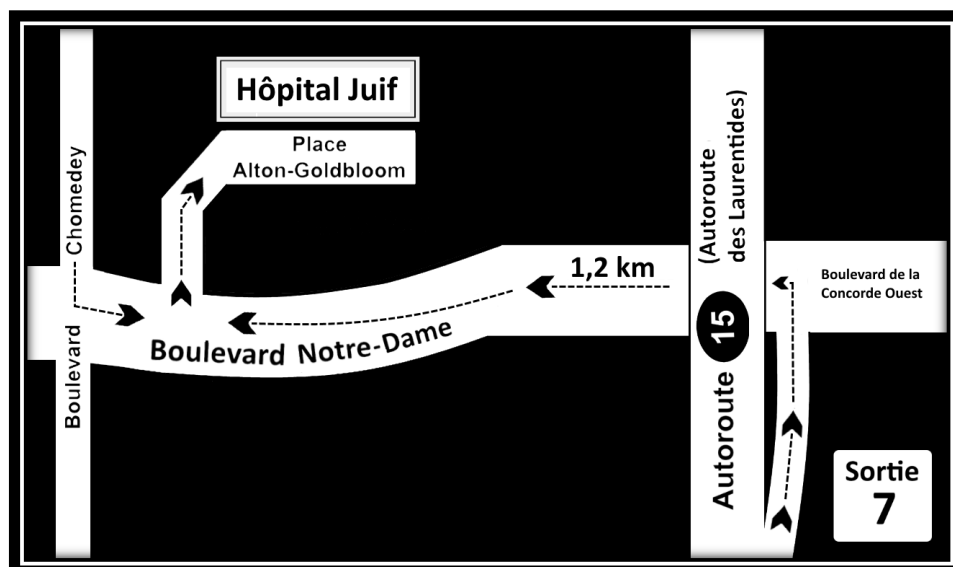 Hôpital Juif
Place
Alton-Goldbloom
Boulevard Chomedey
1,2 km
Boulevard Notre-Dame
(Autoroute
des Laurentides)
Autoroute 15
Boulevard de la
Concorde Ouest
Sortie
7